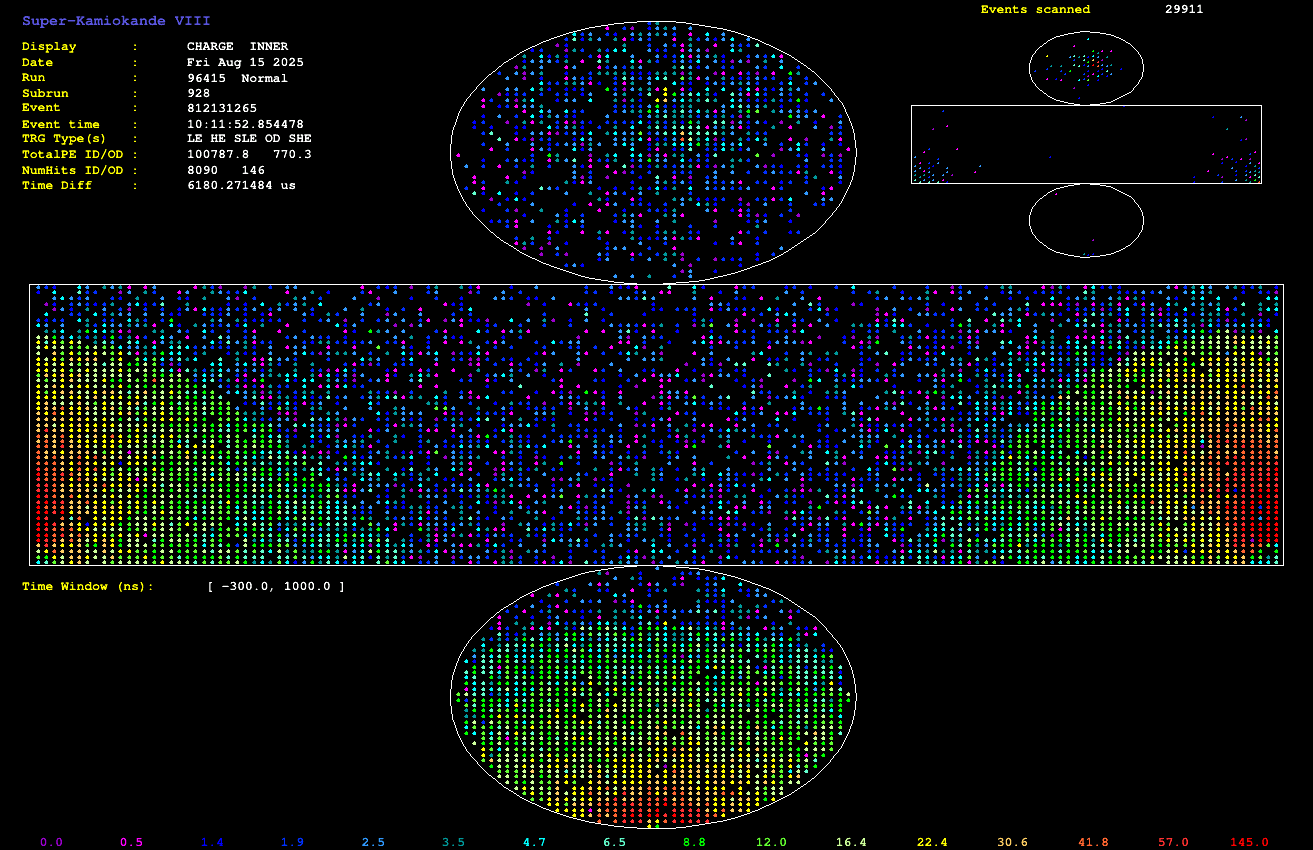 Super-Kamiokande VIII
Events scanned 29911
Display : CHARGE INNER
Date : Fri Aug 15 2025
Run : 96415 Normal
Subrun : 928
Event : 812131265
Event time : 10:11:52.854478
TRG Type(s) : LE HE SLE OD SHE
TotalPE ID/OD : 100787.8 770.3
NumHits ID/OD : 8090 146
Time Diff : 6180.271484 us
Time Window (ns): [ -300.0, 1000.0 ]
0.0 0.5 1.4 1.9 2.5 3.5 4.7 6.5 8.8 12.0 16.4 22.4 30.6 41.8 57.0 145.0